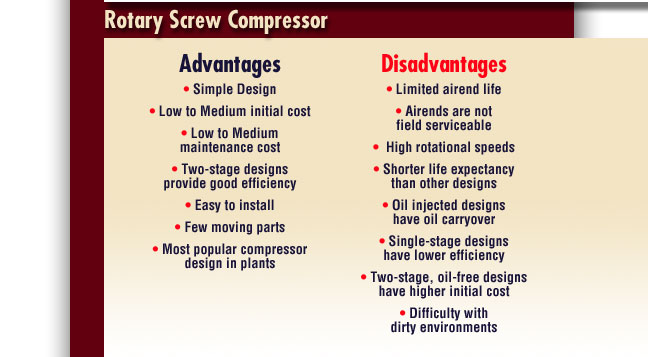 Rotary Screw Compressor
Advantages
• Simple Design
• Low to Medium initial cost
• Low to Medium
maintenance cost
• Two-stage designs
provide good efficiency
• Easy to install
• Few moving parts
• Most popular compressor
design in plants
Disadvantages
• Limited airend life
• Airends are not
field serviceable
• High rotational speeds
• Shorter life expectancy
than other designs
• Oil injected designs
have oil carryover
• Single-stage designs
have lower efficiency
• Two-stage, oil-free designs
have higher initial cost
• Difficulty with
dirty environments